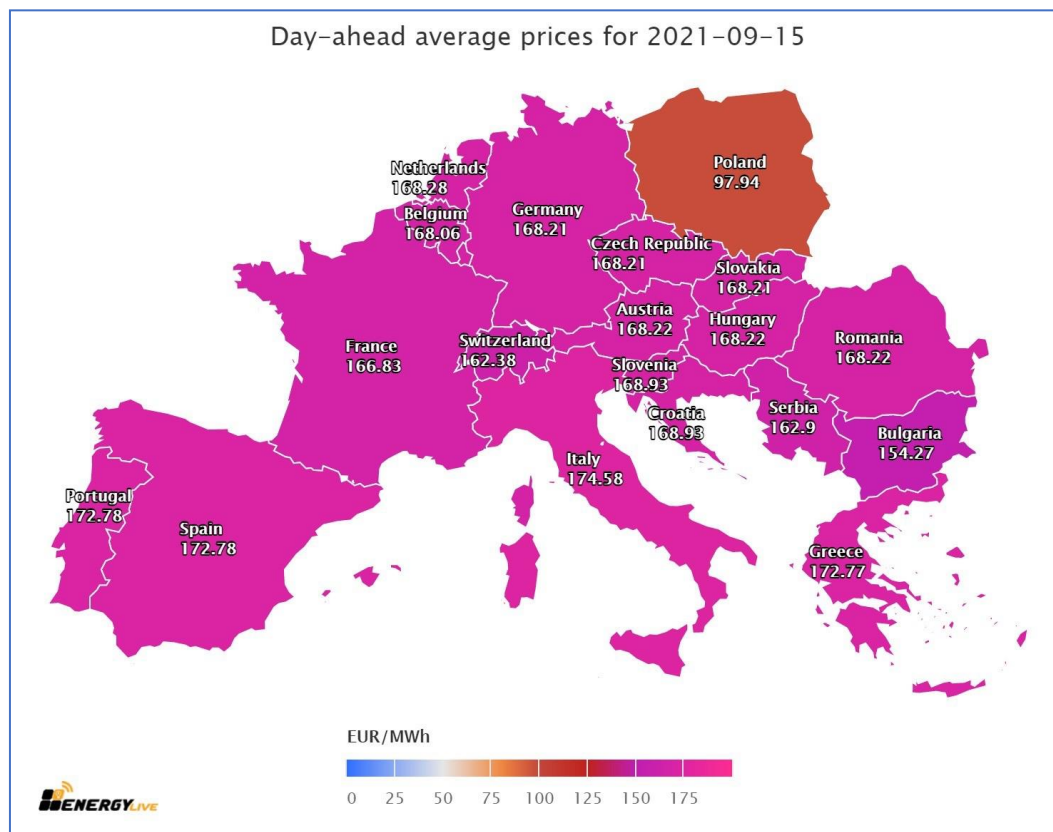 Day-ahead average prices for 2021-09-15
Poland
97.94
Netherlands
168.28
Belgium
168.06
Germany
168.21
Czech Republic
168.21
Slovakia
168.21
Austria
168.22
Hungary
168.22
Romania
168.22
France
166.83
Switzerland
162.38
Slovenia
168.93
Croatia
168.93
Serbia
162.9
Bulgaria
154.27
Italy
174.58
Portugal
172.78
Spain
172.78
Greece
172.77
EUR/MWh
0 25 50 75 100 125 150 175
ENERGY LIVE